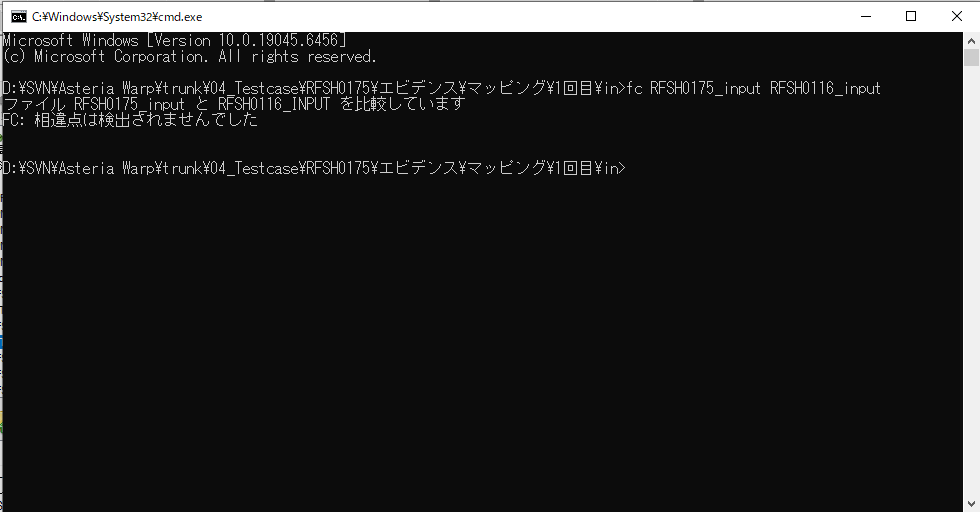 C:¥Windows¥System32¥cmd.exe
Microsoft Windows [Version 10.0.19045.6456]
(c) Microsoft Corporation. All rights reserved.
D:¥SVN¥Asteria Warp¥trunk¥04_Testcase¥RFSH0175¥エビデンス¥マッピング¥1回目¥in>fc RFSH0175_input RFSH0116_input
ファイル RFSH0175_input と RFSH0116_INPUT を比較しています
FC: 相違点は検出されませんでした
D:¥SVN¥Asteria Warp¥trunk¥04_Testcase¥RFSH0175¥エビデンス¥マッピング¥1回目¥in>